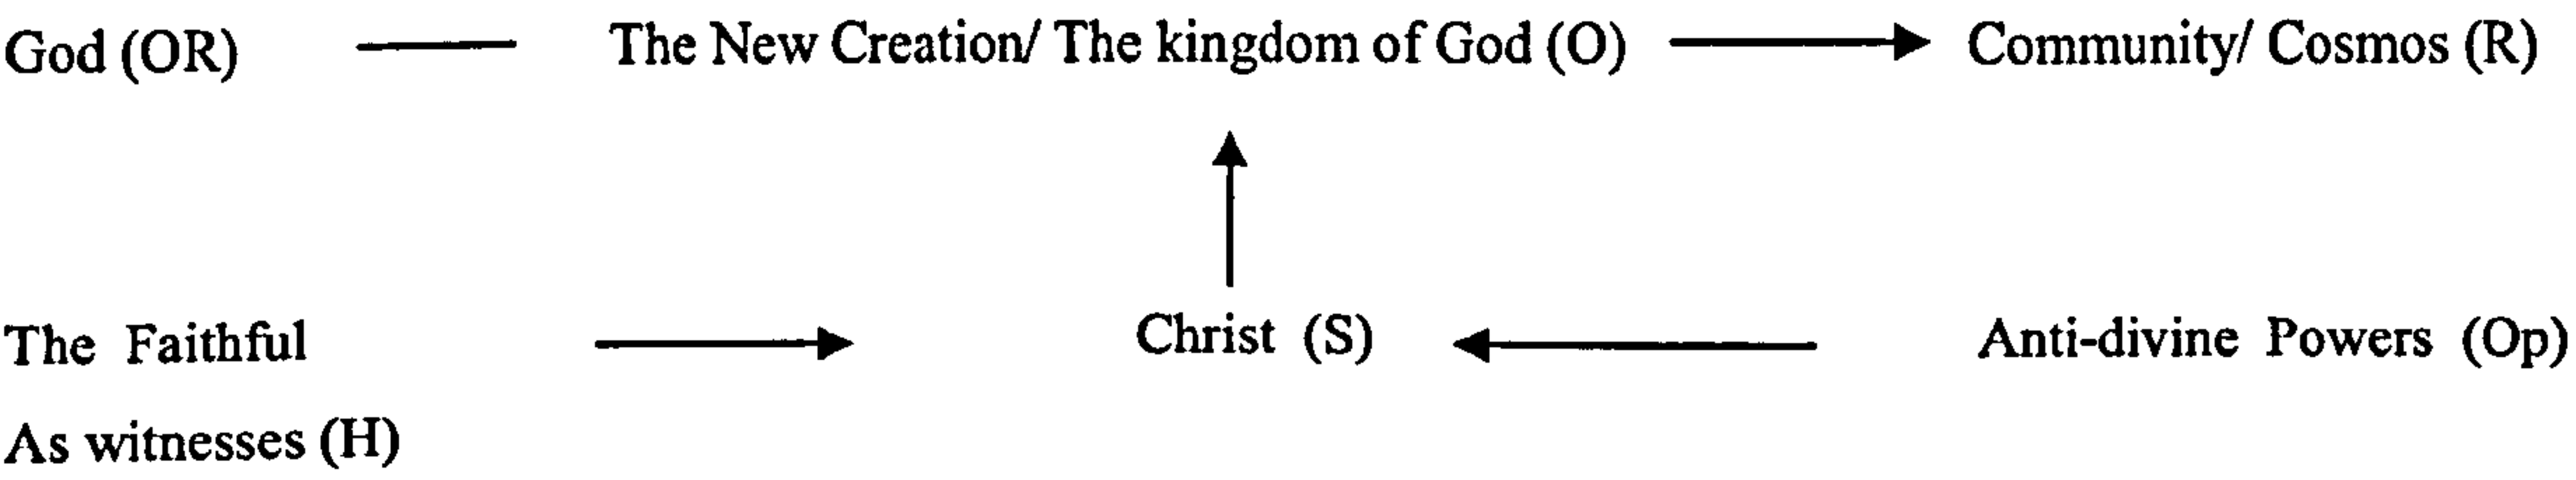 God (OR) The New Creation/ The kingdom of God (O) Community/ Cosmos (R)
The Faithful Christ (S) Anti-divine Powers (Op)
As witnesses (H)